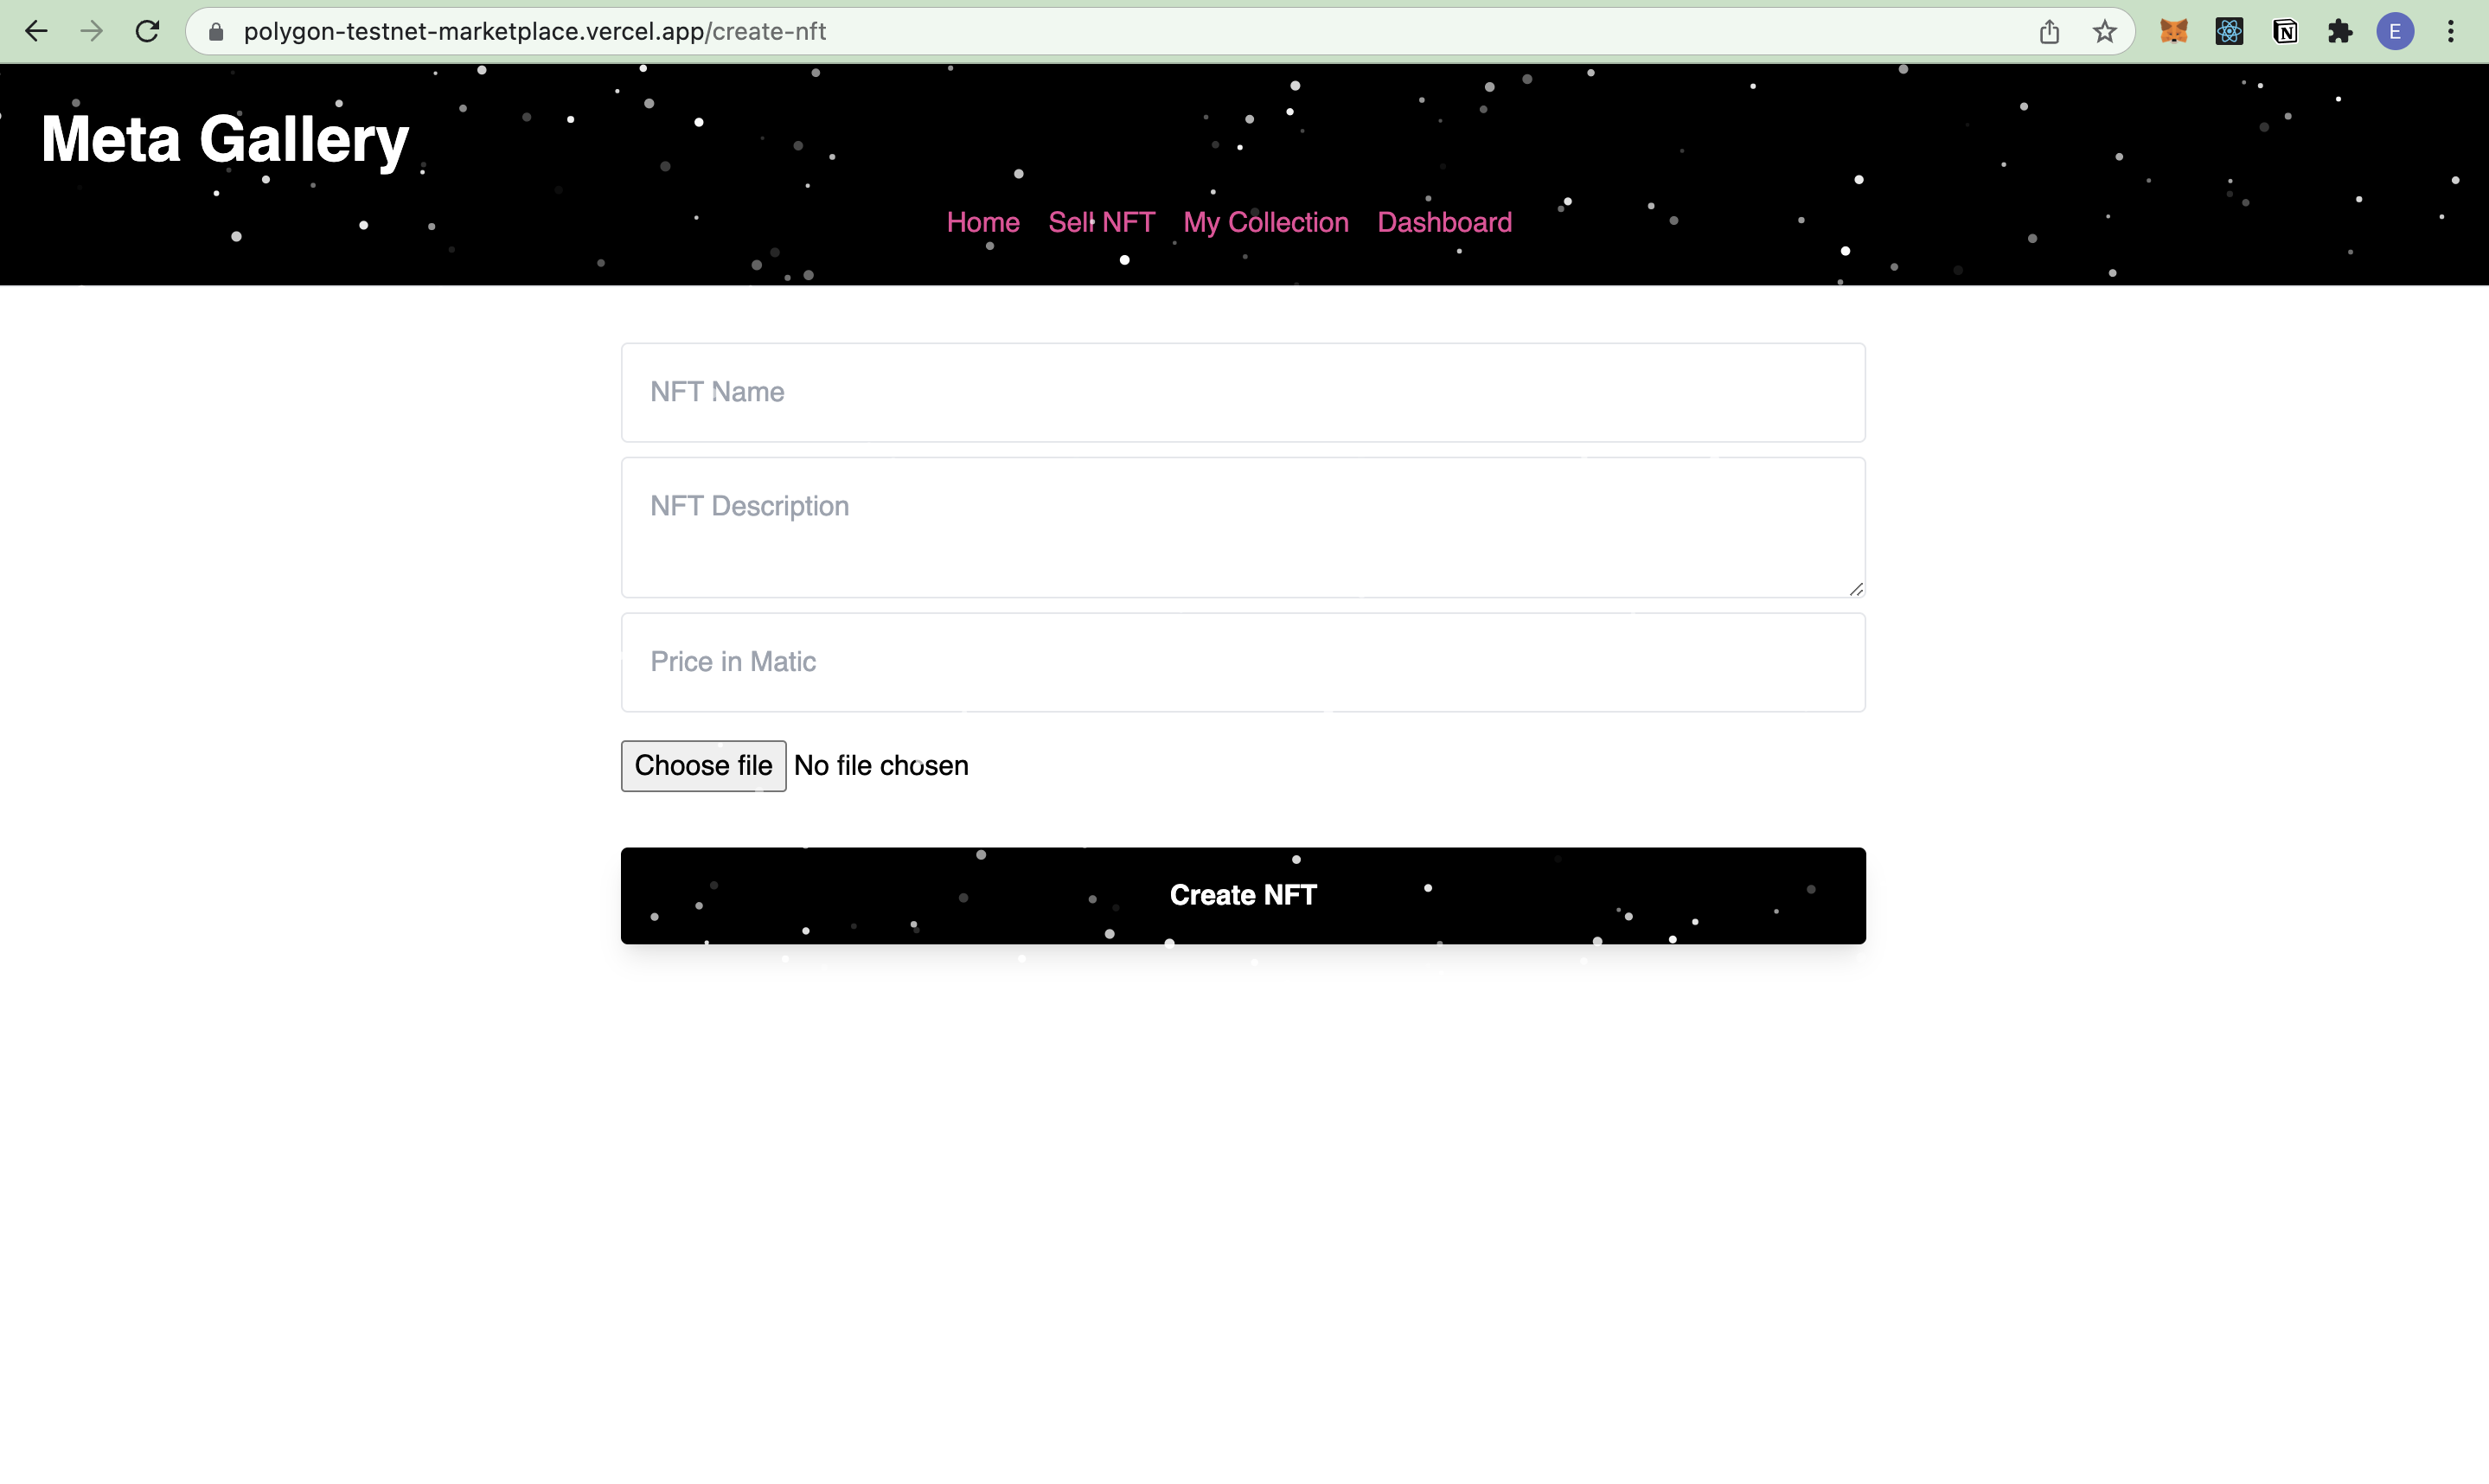 polygon-testnet-marketplace.vercel.app/create-nft
N
E
Meta Gallery
Home Sell NFT My Collection Dashboard
NFT Name
NFT Description
Price in Matic
Choose file No file chosen
Create NFT